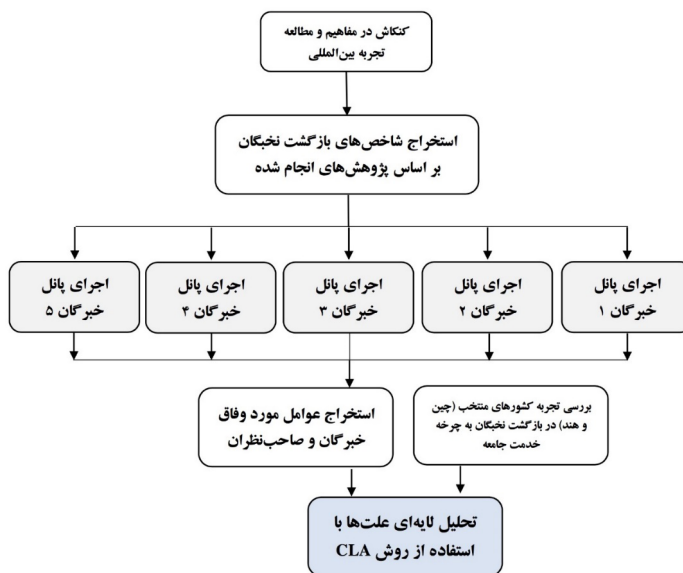 کنکاش در مفاهیم و مطالعه
تجربه بین‌المللی
استخراج شاخص‌های بازگشت نخبگان
بر اساس پژوهش‌های انجام شده
اجرای پانل
خبرگان ۱
اجرای پانل
خبرگان ۲
اجرای پانل
خبرگان ۳
اجرای پانل
خبرگان ۴
اجرای پانل
خبرگان ۵
بررسی تجربه کشورهای منتخب (چین
و هند) در بازگشت نخبگان به چرخه
خدمت جامعه
استخراج عوامل مورد وفاق
خبرگان و صاحب‌نظران
تحلیل لایه‌ای علت‌ها با
استفاده از روش CLA